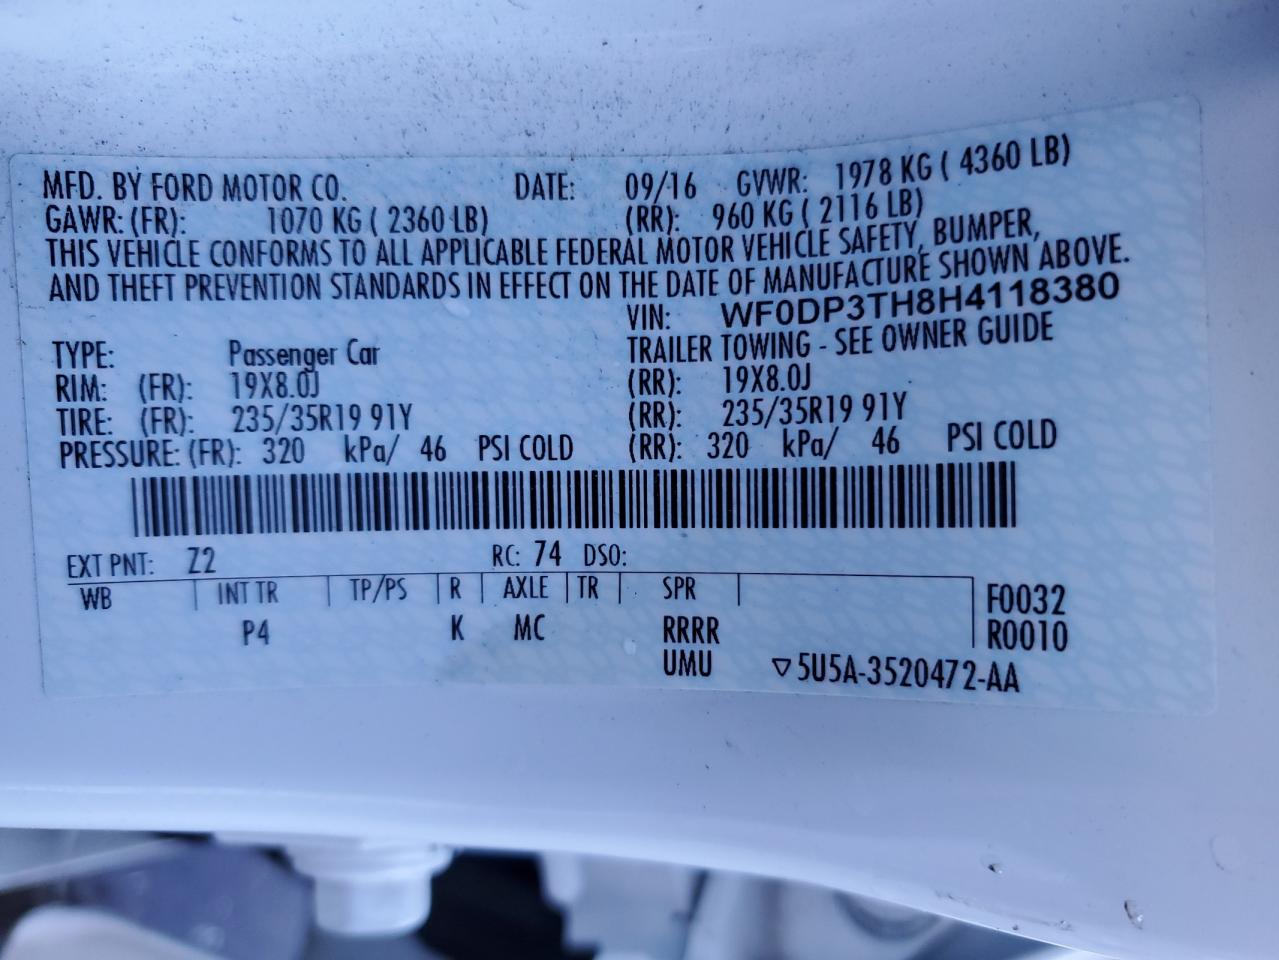 MFD. BY FORD MOTOR CO. DATE: 09/16 GVWR: 1978 KG ( 4360 LB)
GAWR: (FR): 1070 KG ( 2360 LB) (RR): 960 KG ( 2116 LB)
THIS VEHICLE CONFORMS TO ALL APPLICABLE FEDERAL MOTOR VEHICLE SAFETY, BUMPER,
AND THEFT PREVENTION STANDARDS IN EFFECT ON THE DATE OF MANUFACTURE SHOWN ABOVE.
VIN: WF0DP3TH8H4118380
TYPE: Passenger Car TRAILER TOWING - SEE OWNER GUIDE
RIM: (FR): 19X8.0J (RR): 19X8.0J
TIRE: (FR): 235/35R19 91Y (RR): 235/35R19 91Y
PRESSURE: (FR): 320 kPa/ 46 PSI COLD (RR): 320 kPa/ 46 PSI COLD
EXT PNT: Z2 RC: 74 DSO:
WB INT TR TP/PS R AXLE TR SPR F0032
P4 K MC RRRR R0010
UMU ▽5U5A-3520472-AA